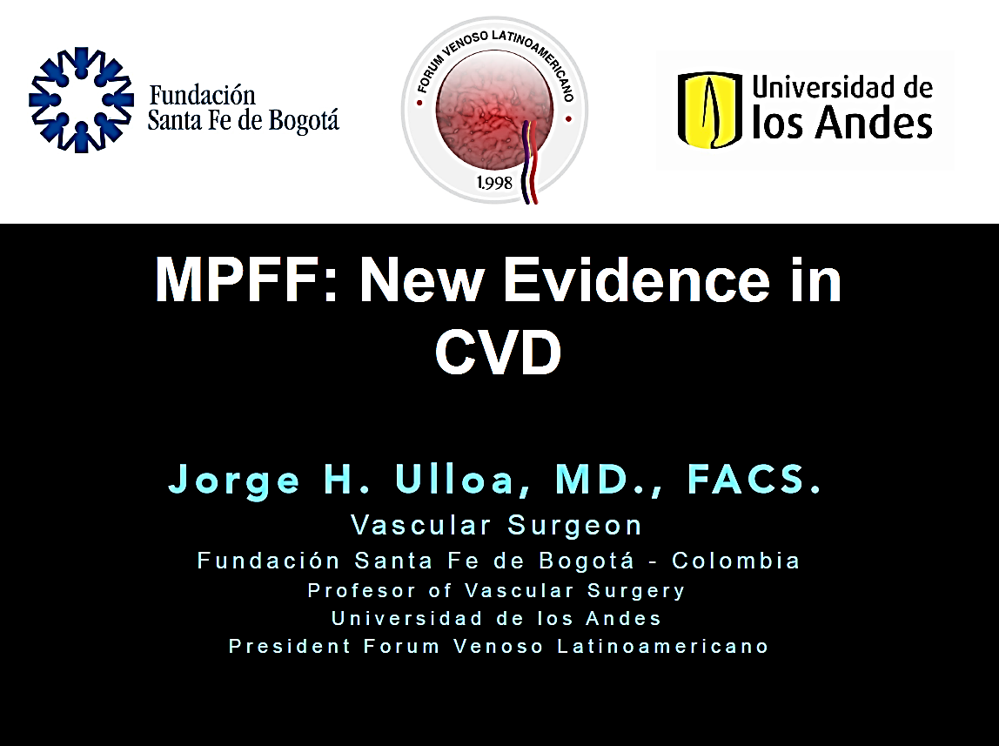 Fundación
Santa Fe de Bogotá
FORUM VENOSO LATINOAMERICANO
1.998
Universidad de
los Andes
MPFF: New Evidence in
CVD
Jorge H. Ulloa, MD., FACS.
Vascular Surgeon
Fundación Santa Fe de Bogotá - Colombia
Profesor of Vascular Surgery
Universidad de los Andes
President Forum Venoso Latinoamericano